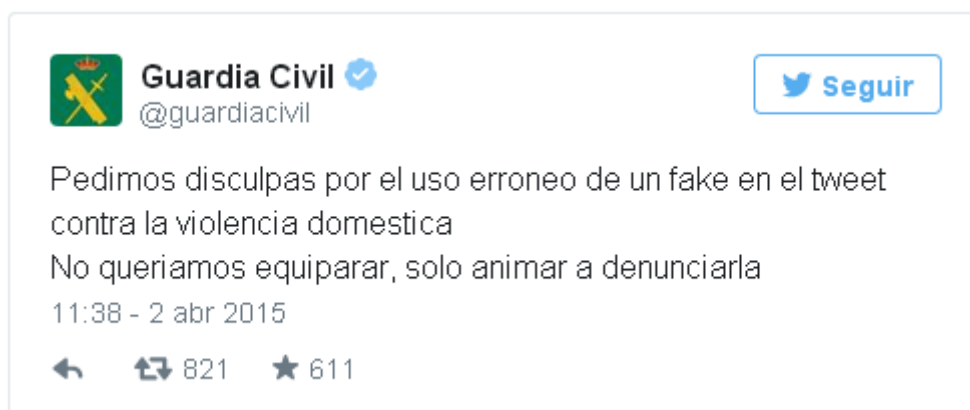 Guardia Civil
@guardiacivil
Seguir
Pedimos disculpas por el uso erroneo de un fake en el tweet
contra la violencia domestica
No queriamos equiparar, solo animar a denunciarla
11:38 - 2 abr 2015
821 611